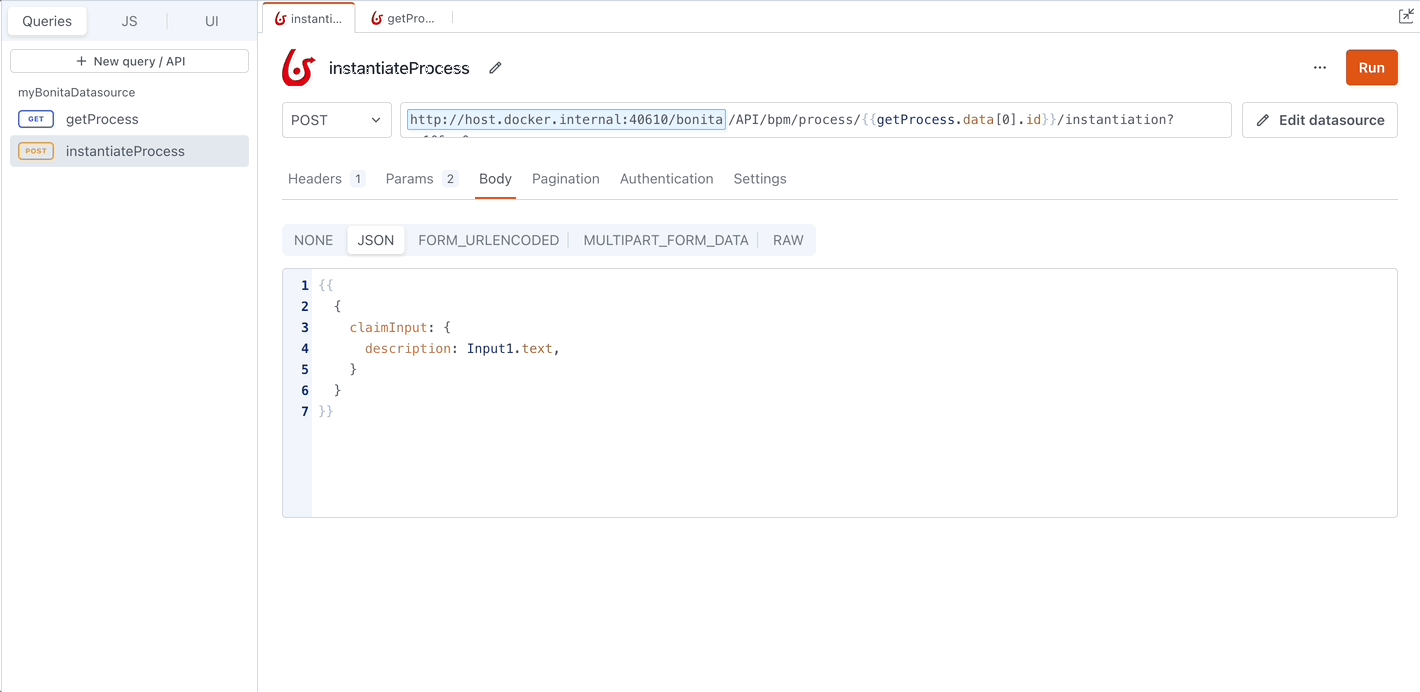 Queries JS UI
+ New query / API
myBonitaDatasource
GET getProcess
POST instantiateProcess
instanti... getPro...
instantiateProcess
Run
POST http://host.docker.internal:40610/bonita/API/bpm/process/{{getProcess.data[0].id}}/instantiation? Edit datasource
Headers 1 Params 2 Body Pagination Authentication Settings
NONE JSON FORM_URLENCODED MULTIPART_FORM_DATA RAW
1 {{
2 {
3 claimInput: {
4 description: Input1.text,
5 }
6 }
7 }}